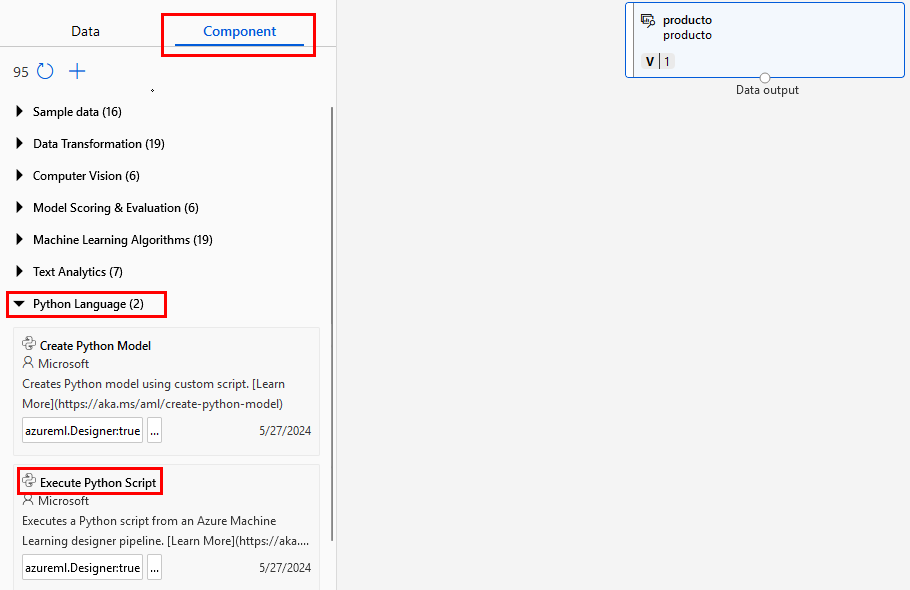 Data
Component
95
Sample data (16)
Data Transformation (19)
Computer Vision (6)
Model Scoring & Evaluation (6)
Machine Learning Algorithms (19)
Text Analytics (7)
Python Language (2)
Create Python Model
Microsoft
Creates Python model using custom script. [Learn
More](https://aka.ms/aml/create-python-model)
azureml.Designer:true
...
5/27/2024
Execute Python Script
Microsoft
Executes a Python script from an Azure Machine
Learning designer pipeline. [Learn More](https://aka....
azureml.Designer:true
...
5/27/2024
producto
producto
V 1
Data output